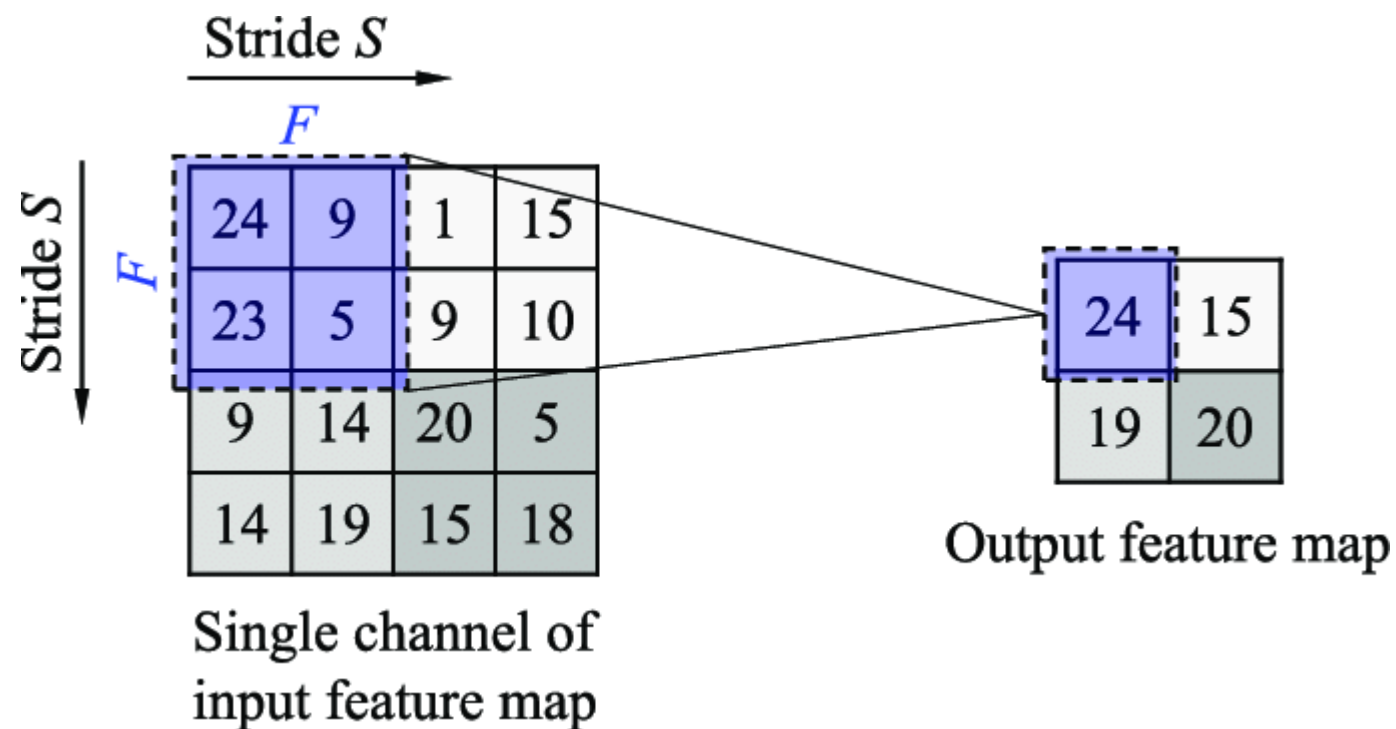 Stride S
F
Stride S
F
24 9 1 15
23 5 9 10
9 14 20 5
14 19 15 18
Single channel of
input feature map
24 15
19 20
Output feature map